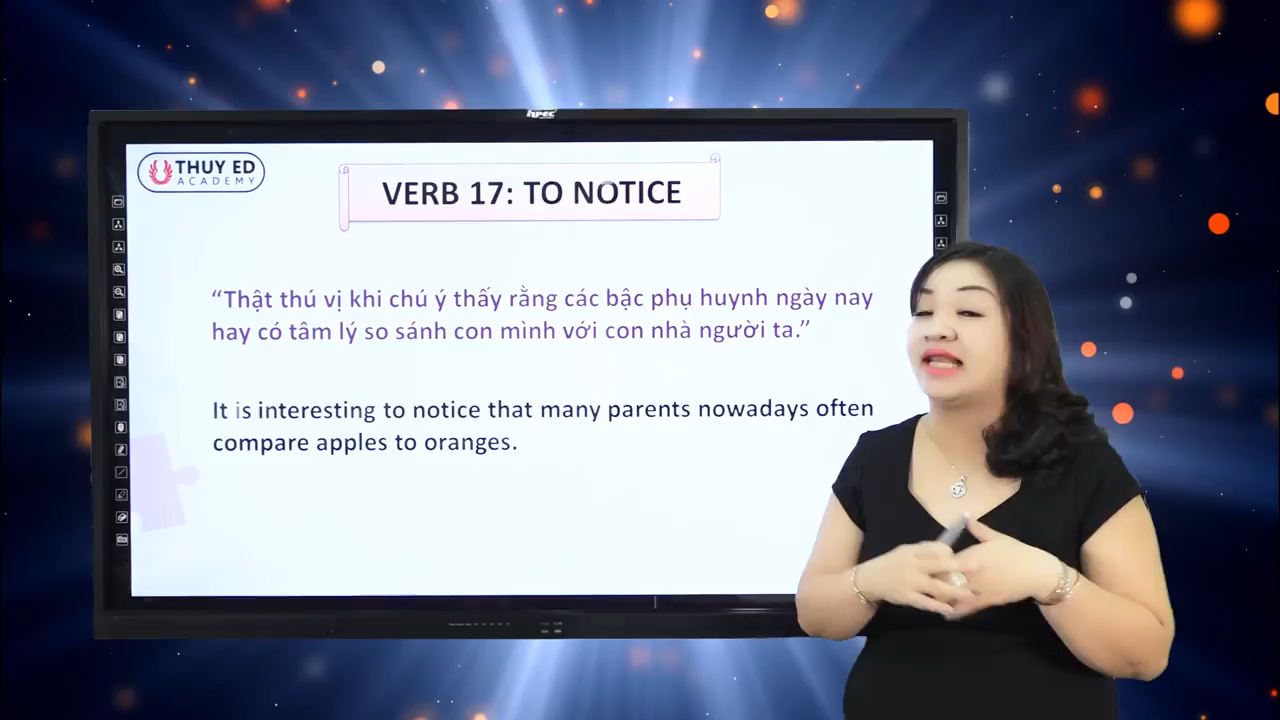 HPEC
THUY ED
ACADEMY
VERB 17: TO NOTICE
“Thật thú vị khi chú ý thấy rằng các bậc phụ huynh ngày nay
hay có tâm lý so sánh con mình với con nhà người ta.”
It is interesting to notice that many parents nowadays often
compare apples to oranges.